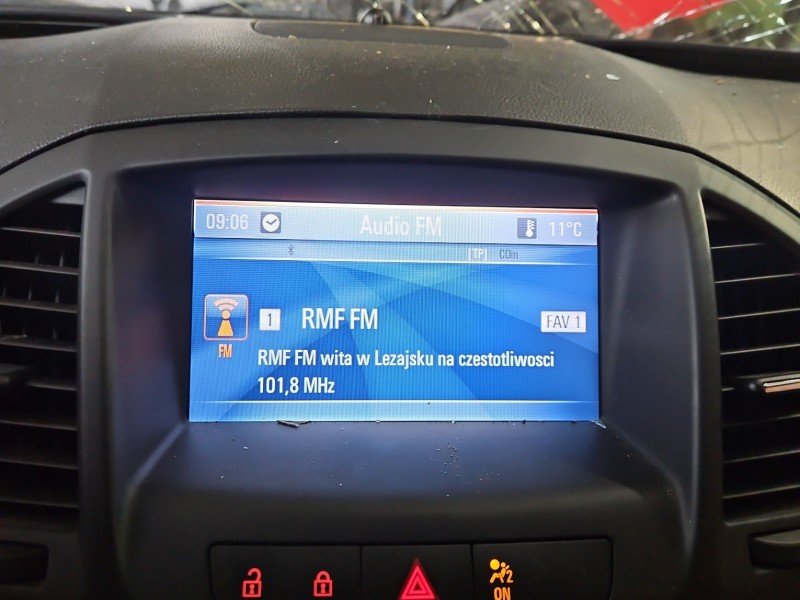 09:06 Audio FM 11°C
[TP] CDin
1 RMF FM FAV 1
FM
RMF FM wita w Lezajsku na czestotliwosci
101,8 MHz
2
ON